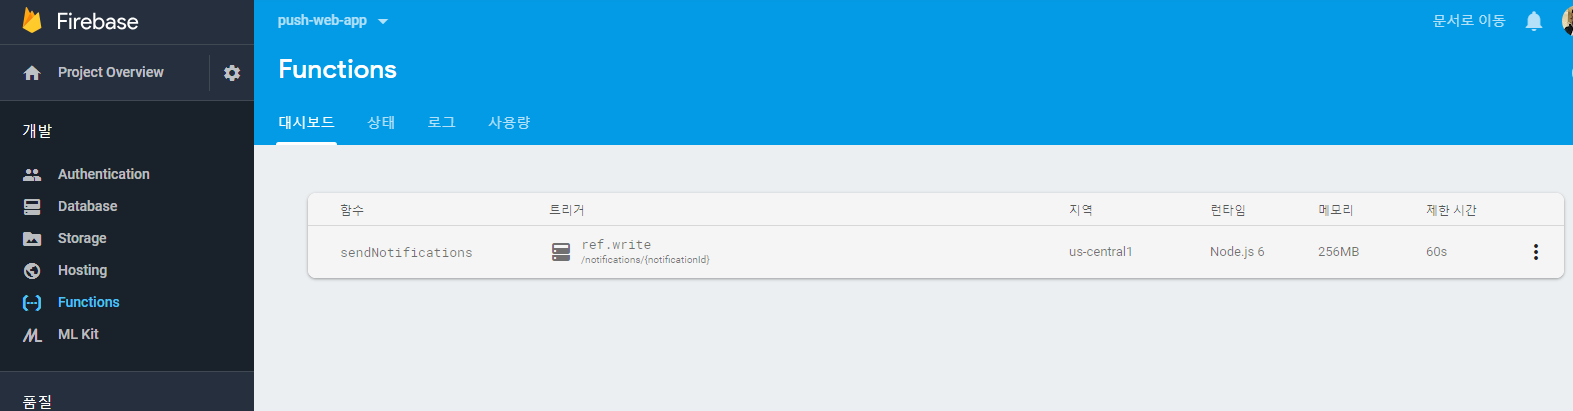 Firebase
push-web-app
문서로 이동
Project Overview
Functions
대시보드 상태 로그 사용량
개발
Authentication
Database
Storage
Hosting
Functions
ML Kit
품질
함수 트리거 지역 런타임 메모리 제한 시간
sendNotifications ref.write us-central1 Node.js 6 256MB 60s
/notifications/{notificationId}